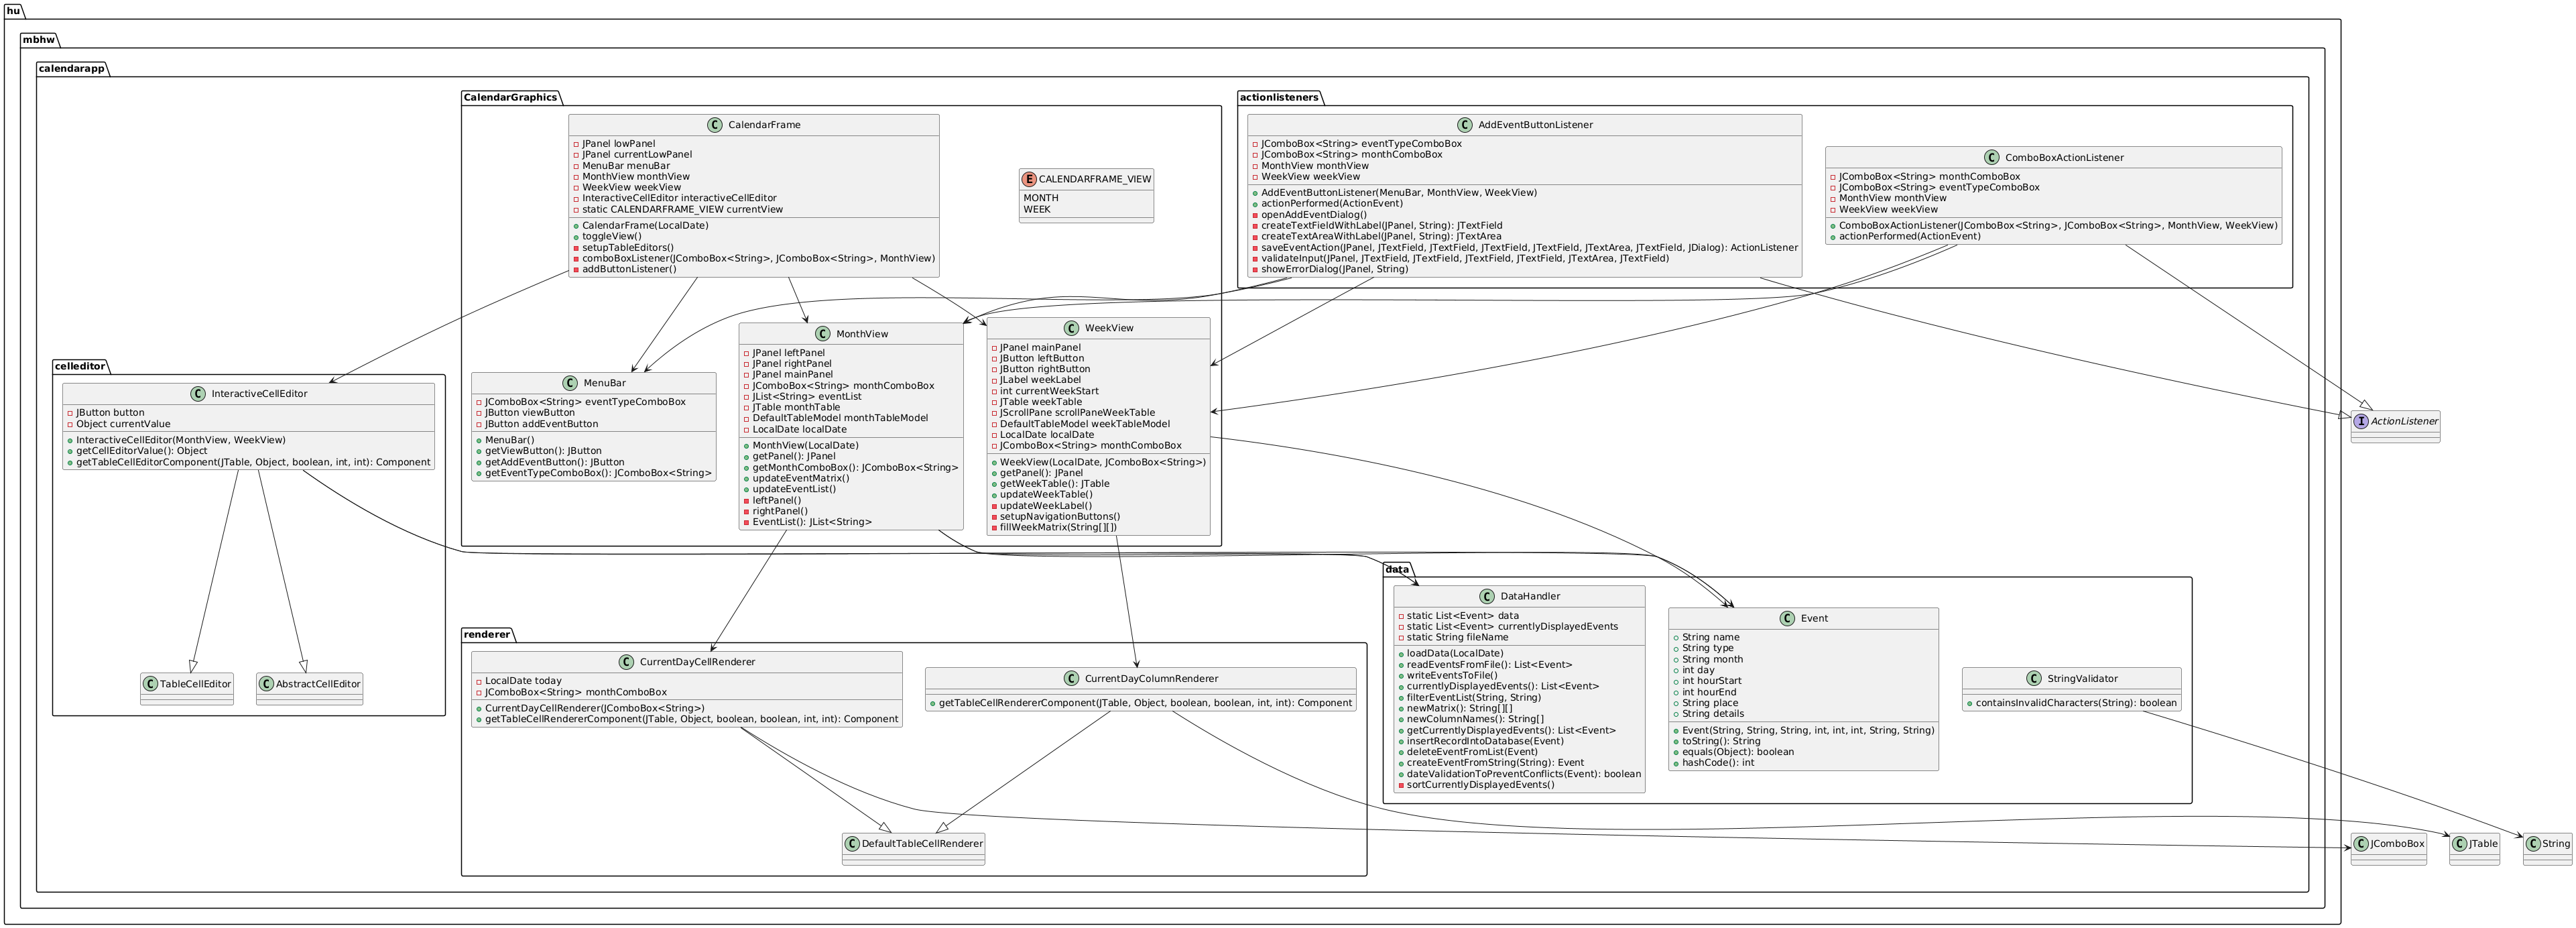 hu
mbhw
calendarapp
CalendarGraphics
C CalendarFrame
JPanel lowPanel
JPanel currentLowPanel
MenuBar menuBar
MonthView monthView
WeekView weekView
InteractiveCellEditor interactiveCellEditor
static CALENDARFRAME_VIEW currentView
CalendarFrame(LocalDate)
toggleView()
setupTableEditors()
comboBoxListener(JComboBox<String>, JComboBox<String>, MonthView)
addButtonListener()
E CALENDARFRAME_VIEW
MONTH
WEEK
actionlisteners
C AddEventButtonListener
JComboBox<String> eventTypeComboBox
JComboBox<String> monthComboBox
MonthView monthView
WeekView weekView
AddEventButtonListener(MenuBar, MonthView, WeekView)
actionPerformed(ActionEvent)
openAddEventDialog()
createTextFieldWithLabel(JPanel, String): JTextField
createTextAreaWithLabel(JPanel, String): JTextArea
saveEventAction(JPanel, JTextField, JTextField, JTextField, JTextField, JTextArea, JTextField, JDialog): ActionListener
validateInput(JPanel, JTextField, JTextField, JTextField, JTextField, JTextArea, JTextField)
showErrorDialog(JPanel, String)
C ComboBoxActionListener
JComboBox<String> monthComboBox
JComboBox<String> eventTypeComboBox
MonthView monthView
WeekView weekView
ComboBoxActionListener(JComboBox<String>, JComboBox<String>, MonthView, WeekView)
actionPerformed(ActionEvent)
celleditor
C InteractiveCellEditor
JButton button
Object currentValue
InteractiveCellEditor(MonthView, WeekView)
getCellEditorValue(): Object
getTableCellEditorComponent(JTable, Object, boolean, int, int): Component
C MenuBar
JComboBox<String> eventTypeComboBox
JButton viewButton
JButton addEventButton
MenuBar()
getViewButton(): JButton
getAddEventButton(): JButton
getEventTypeComboBox(): JComboBox<String>
C MonthView
JPanel leftPanel
JPanel rightPanel
JPanel mainPanel
JComboBox<String> monthComboBox
JList<String> eventList
JTable monthTable
DefaultTableModel monthTableModel
LocalDate localDate
MonthView(LocalDate)
getPanel(): JPanel
getMonthComboBox(): JComboBox<String>
updateEventMatrix()
updateEventList()
leftPanel()
rightPanel()
EventList(): JList<String>
C WeekView
JPanel mainPanel
JButton leftButton
JButton rightButton
JLabel weekLabel
int currentWeekStart
JTable weekTable
JScrollPane scrollPaneWeekTable
DefaultTableModel weekTableModel
LocalDate localDate
JComboBox<String> monthComboBox
WeekView(LocalDate, JComboBox<String>)
getPanel(): JPanel
getWeekTable(): JTable
updateWeekTable()
updateWeekLabel()
setupNavigationButtons()
fillWeekMatrix(String[][])
I ActionListener
C TableCellEditor
C AbstractCellEditor
renderer
C CurrentDayCellRenderer
LocalDate today
JComboBox<String> monthComboBox
CurrentDayCellRenderer(JComboBox<String>)
getTableCellRendererComponent(JTable, Object, boolean, boolean, int, int): Component
C CurrentDayColumnRenderer
getTableCellRendererComponent(JTable, Object, boolean, boolean, int, int): Component
C DefaultTableCellRenderer
data
C DataHandler
static List<Event> data
static List<Event> currentlyDisplayedEvents
static String fileName
loadData(LocalDate)
readEventsFromFile(): List<Event>
writeEventsToFile()
currentlyDisplayedEvents(): List<Event>
filterEventList(String, String)
newMatrix(): String[][]
newColumnNames(): String[]
getCurrentlyDisplayedEvents(): List<Event>
insertRecordIntoDatabase(Event)
deleteEventFromList(Event)
createEventFromString(String): Event
dateValidationToPreventConflicts(Event): boolean
sortCurrentlyDisplayedEvents()
C Event
String name
String type
String month
int day
int hourStart
int hourEnd
String place
String details
Event(String, String, String, int, int, int, String, String)
toString(): String
equals(Object): boolean
hashCode(): int
C StringValidator
containsInvalidCharacters(String): boolean
C JComboBox
C JTable
C String